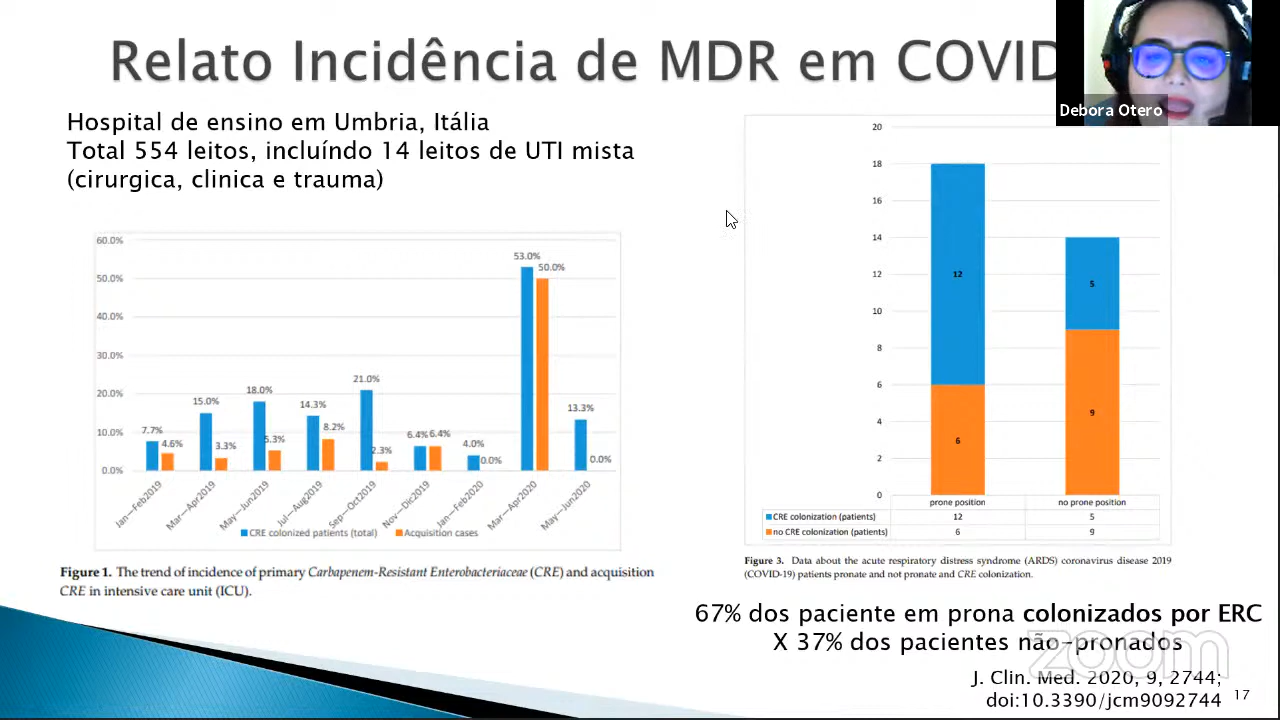 Relato Incidência de MDR em COVID
Debora Otero
Hospital de ensino em Umbria, Itália
Total 554 leitos, incluíndo 14 leitos de UTI mista
(cirurgica, clinica e trauma)
60.0%
50.0%
40.0%
30.0%
20.0%
10.0%
0.0%
7.7%
4.6%
15.0%
3.3%
18.0%
5.3%
14.3%
8.2%
21.0%
2.3%
6.4%
6.4%
4.0%
0.0%
53.0%
50.0%
13.3%
0.0%
Jan—Feb2019
Mar—Apr2019
May—Jun2019
Jul—Aug2019
Sep—Oct2019
Nov—Dic2019
Jan—Feb2020
Mar—Apr2020
May—Jun2020
CRE colonized patients (total)
Acquisition cases
Figure 1. The trend of incidence of primary Carbapenem-Resistant Enterobacteriaceae (CRE) and acquisition
CRE in intensive care unit (ICU).
20
18
16
14
12
10
8
6
4
2
0
12
6
5
9
prone position
no prone position
CRE colonization (patients) 12 5
no CRE colonization (patients) 6 9
Figure 3. Data about the acute respiratory distress syndrome (ARDS) coronavirus disease 2019
(COVID-19) patients pronate and not pronate and CRE colonization.
67% dos paciente em prona colonizados por ERC
X 37% dos pacientes não-pronados
zoom
J. Clin. Med. 2020, 9, 2744;
doi:10.3390/jcm9092744
17